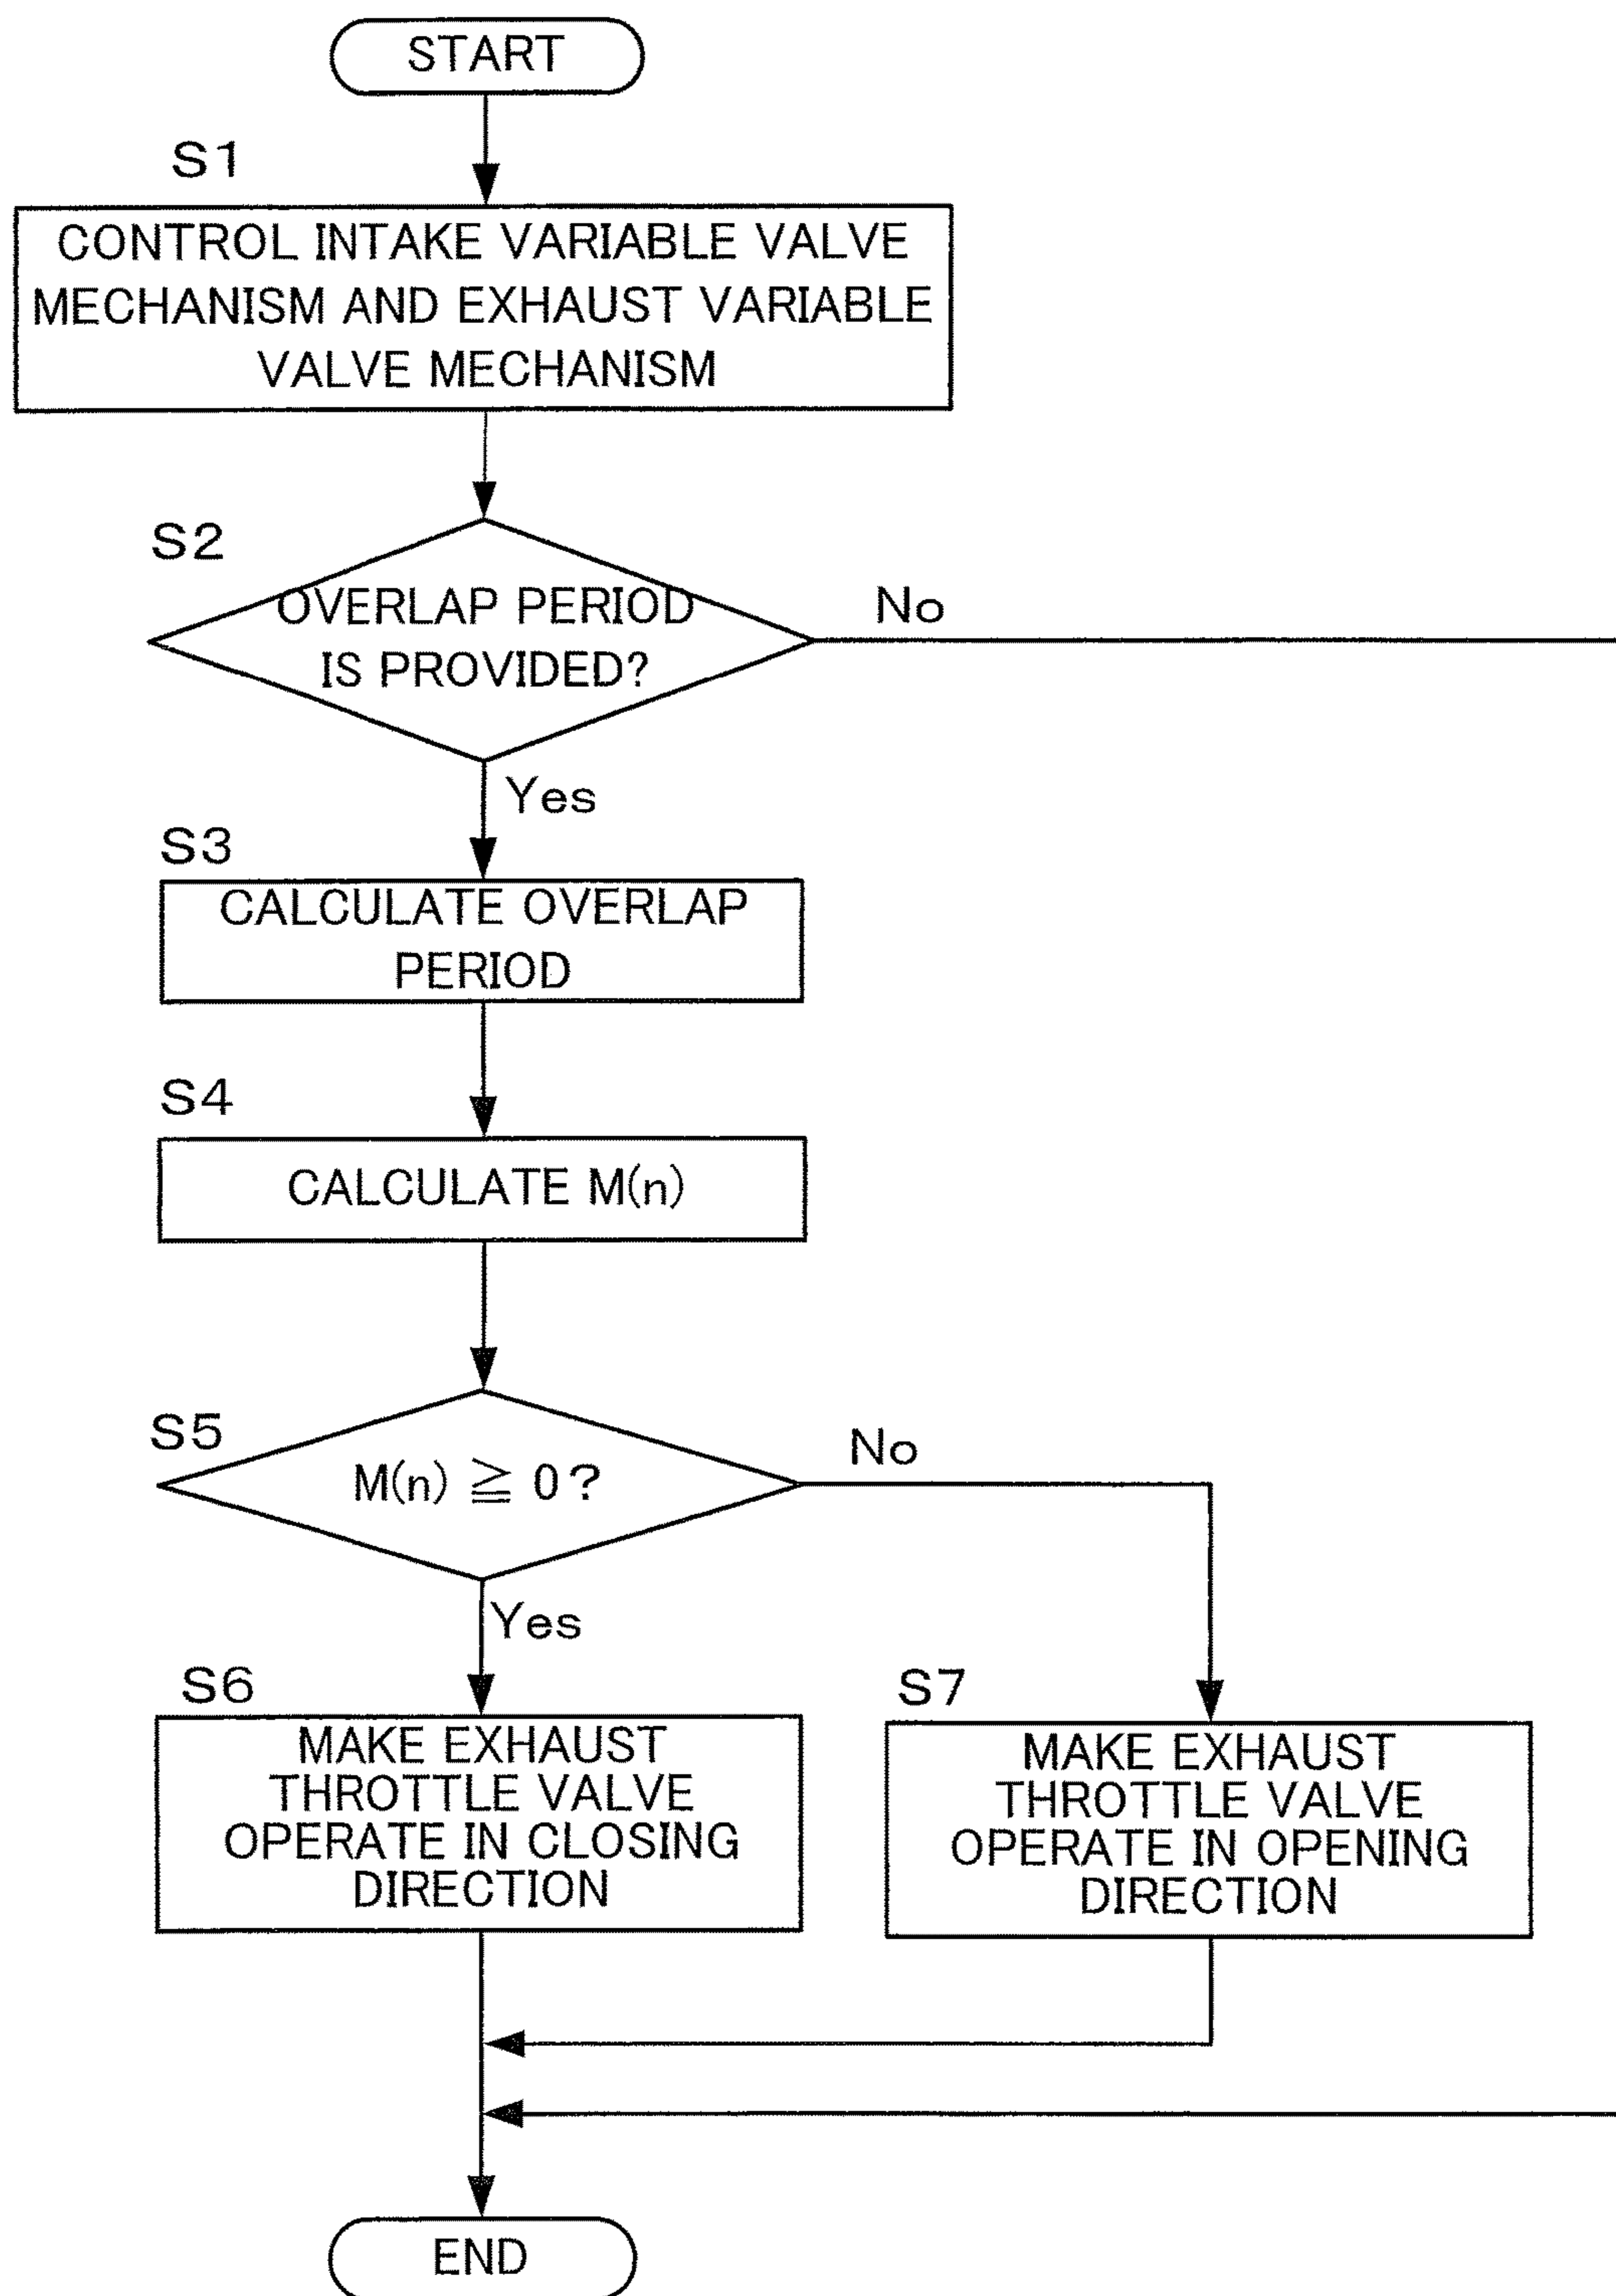 START
S1
CONTROL INTAKE VARIABLE VALVE
MECHANISM AND EXHAUST VARIABLE
VALVE MECHANISM
S2
OVERLAP PERIOD
IS PROVIDED?
No
Yes
S3
CALCULATE OVERLAP
PERIOD
S4
CALCULATE M(n)
S5
M(n) ≧ 0?
No
Yes
S6
MAKE EXHAUST
THROTTLE VALVE
OPERATE IN CLOSING
DIRECTION
S7
MAKE EXHAUST
THROTTLE VALVE
OPERATE IN OPENING
DIRECTION
END